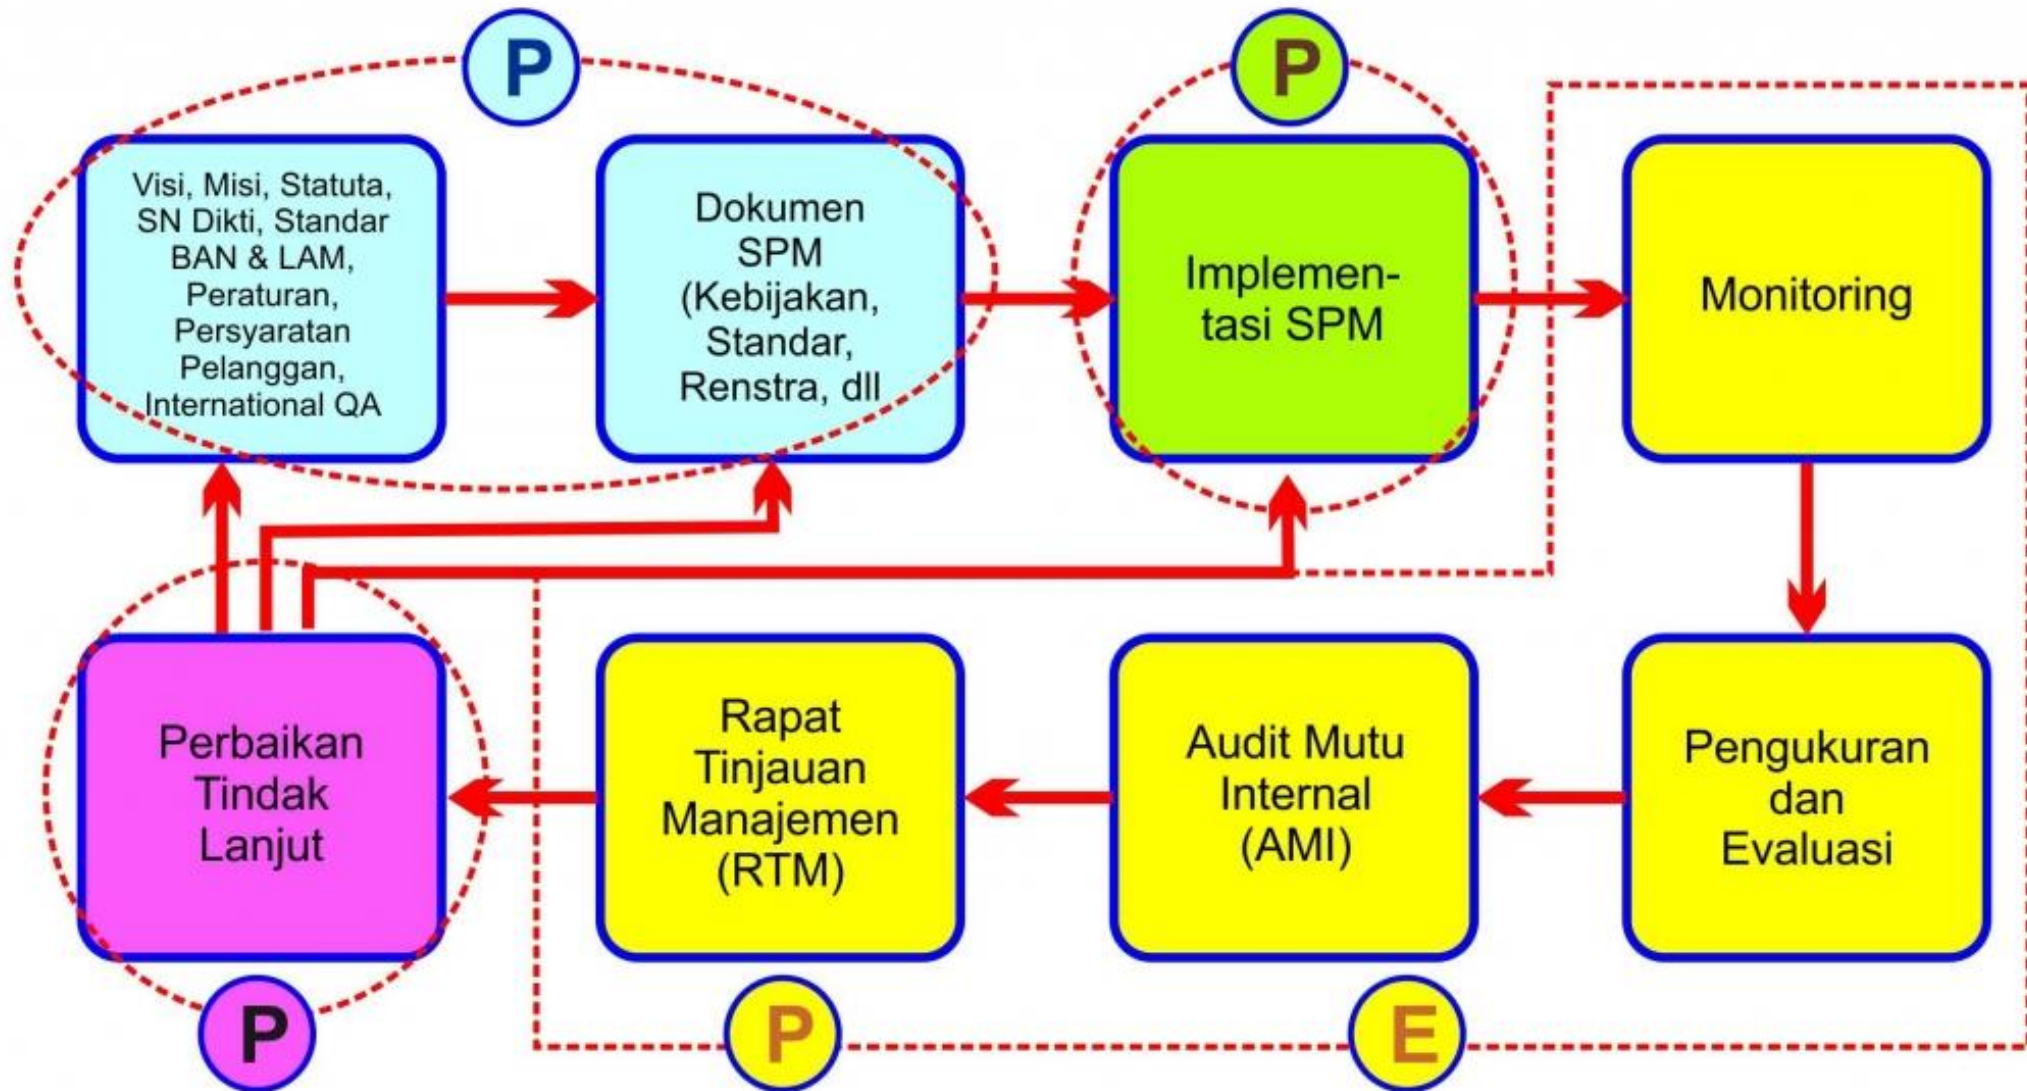 P
P
Visi, Misi, Statuta,
SN Dikti, Standar
BAN & LAM,
Peraturan,
Persyaratan
Pelanggan,
International QA
Dokumen
SPM
(Kebijakan,
Standar,
Renstra, dll
Implemen-
tasi SPM
Monitoring
Pengukuran
dan
Evaluasi
Audit Mutu
Internal
(AMI)
Rapat
Tinjauan
Manajemen
(RTM)
Perbaikan
Tindak
Lanjut
P
P
E